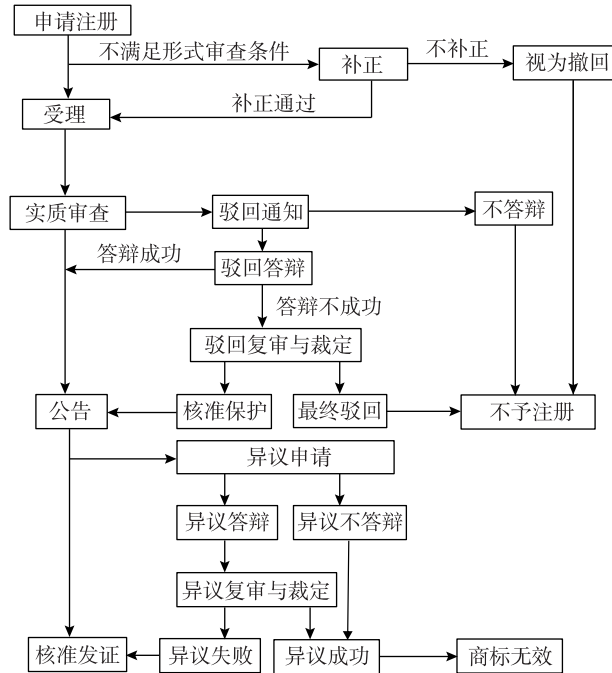 申请注册
不满足形式审查条件
补正
不补正
视为撤回
受理
补正通过
实质审查
驳回通知
不答辩
答辩成功
驳回答辩
答辩不成功
驳回复审与裁定
公告
核准保护
最终驳回
不予注册
异议申请
异议答辩
异议不答辩
异议复审与裁定
核准发证
异议失败
异议成功
商标无效